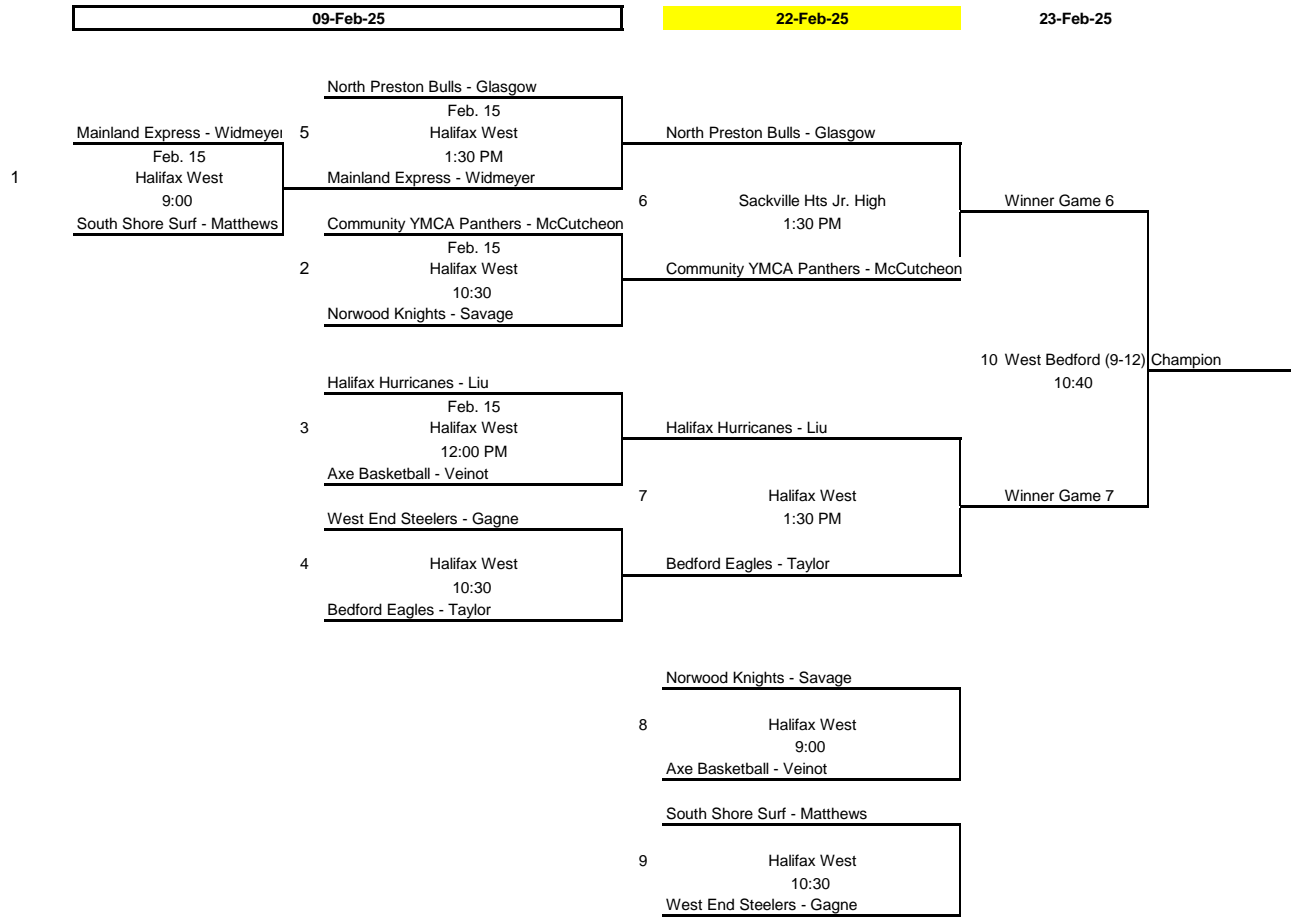 09-Feb-25 22-Feb-25 23-Feb-25
North Preston Bulls - Glasgow
Feb. 15
Mainland Express - Widmeyer 5 Halifax West North Preston Bulls - Glasgow
Feb. 15 1:30 PM
1 Halifax West Mainland Express - Widmeyer
9:00 6 Sackville Hts Jr. High Winner Game 6
South Shore Surf - Matthews Community YMCA Panthers - McCutcheon 1:30 PM
Feb. 15
2 Halifax West Community YMCA Panthers - McCutcheon
10:30
Norwood Knights - Savage
10 West Bedford (9-12) Champion
Halifax Hurricanes - Liu 10:40
Feb. 15
3 Halifax West Halifax Hurricanes - Liu
12:00 PM
Axe Basketball - Veinot
7 Halifax West Winner Game 7
West End Steelers - Gagne 1:30 PM
4 Halifax West Bedford Eagles - Taylor
10:30
Bedford Eagles - Taylor
Norwood Knights - Savage
8 Halifax West
9:00
Axe Basketball - Veinot
South Shore Surf - Matthews
9 Halifax West
10:30
West End Steelers - Gagne